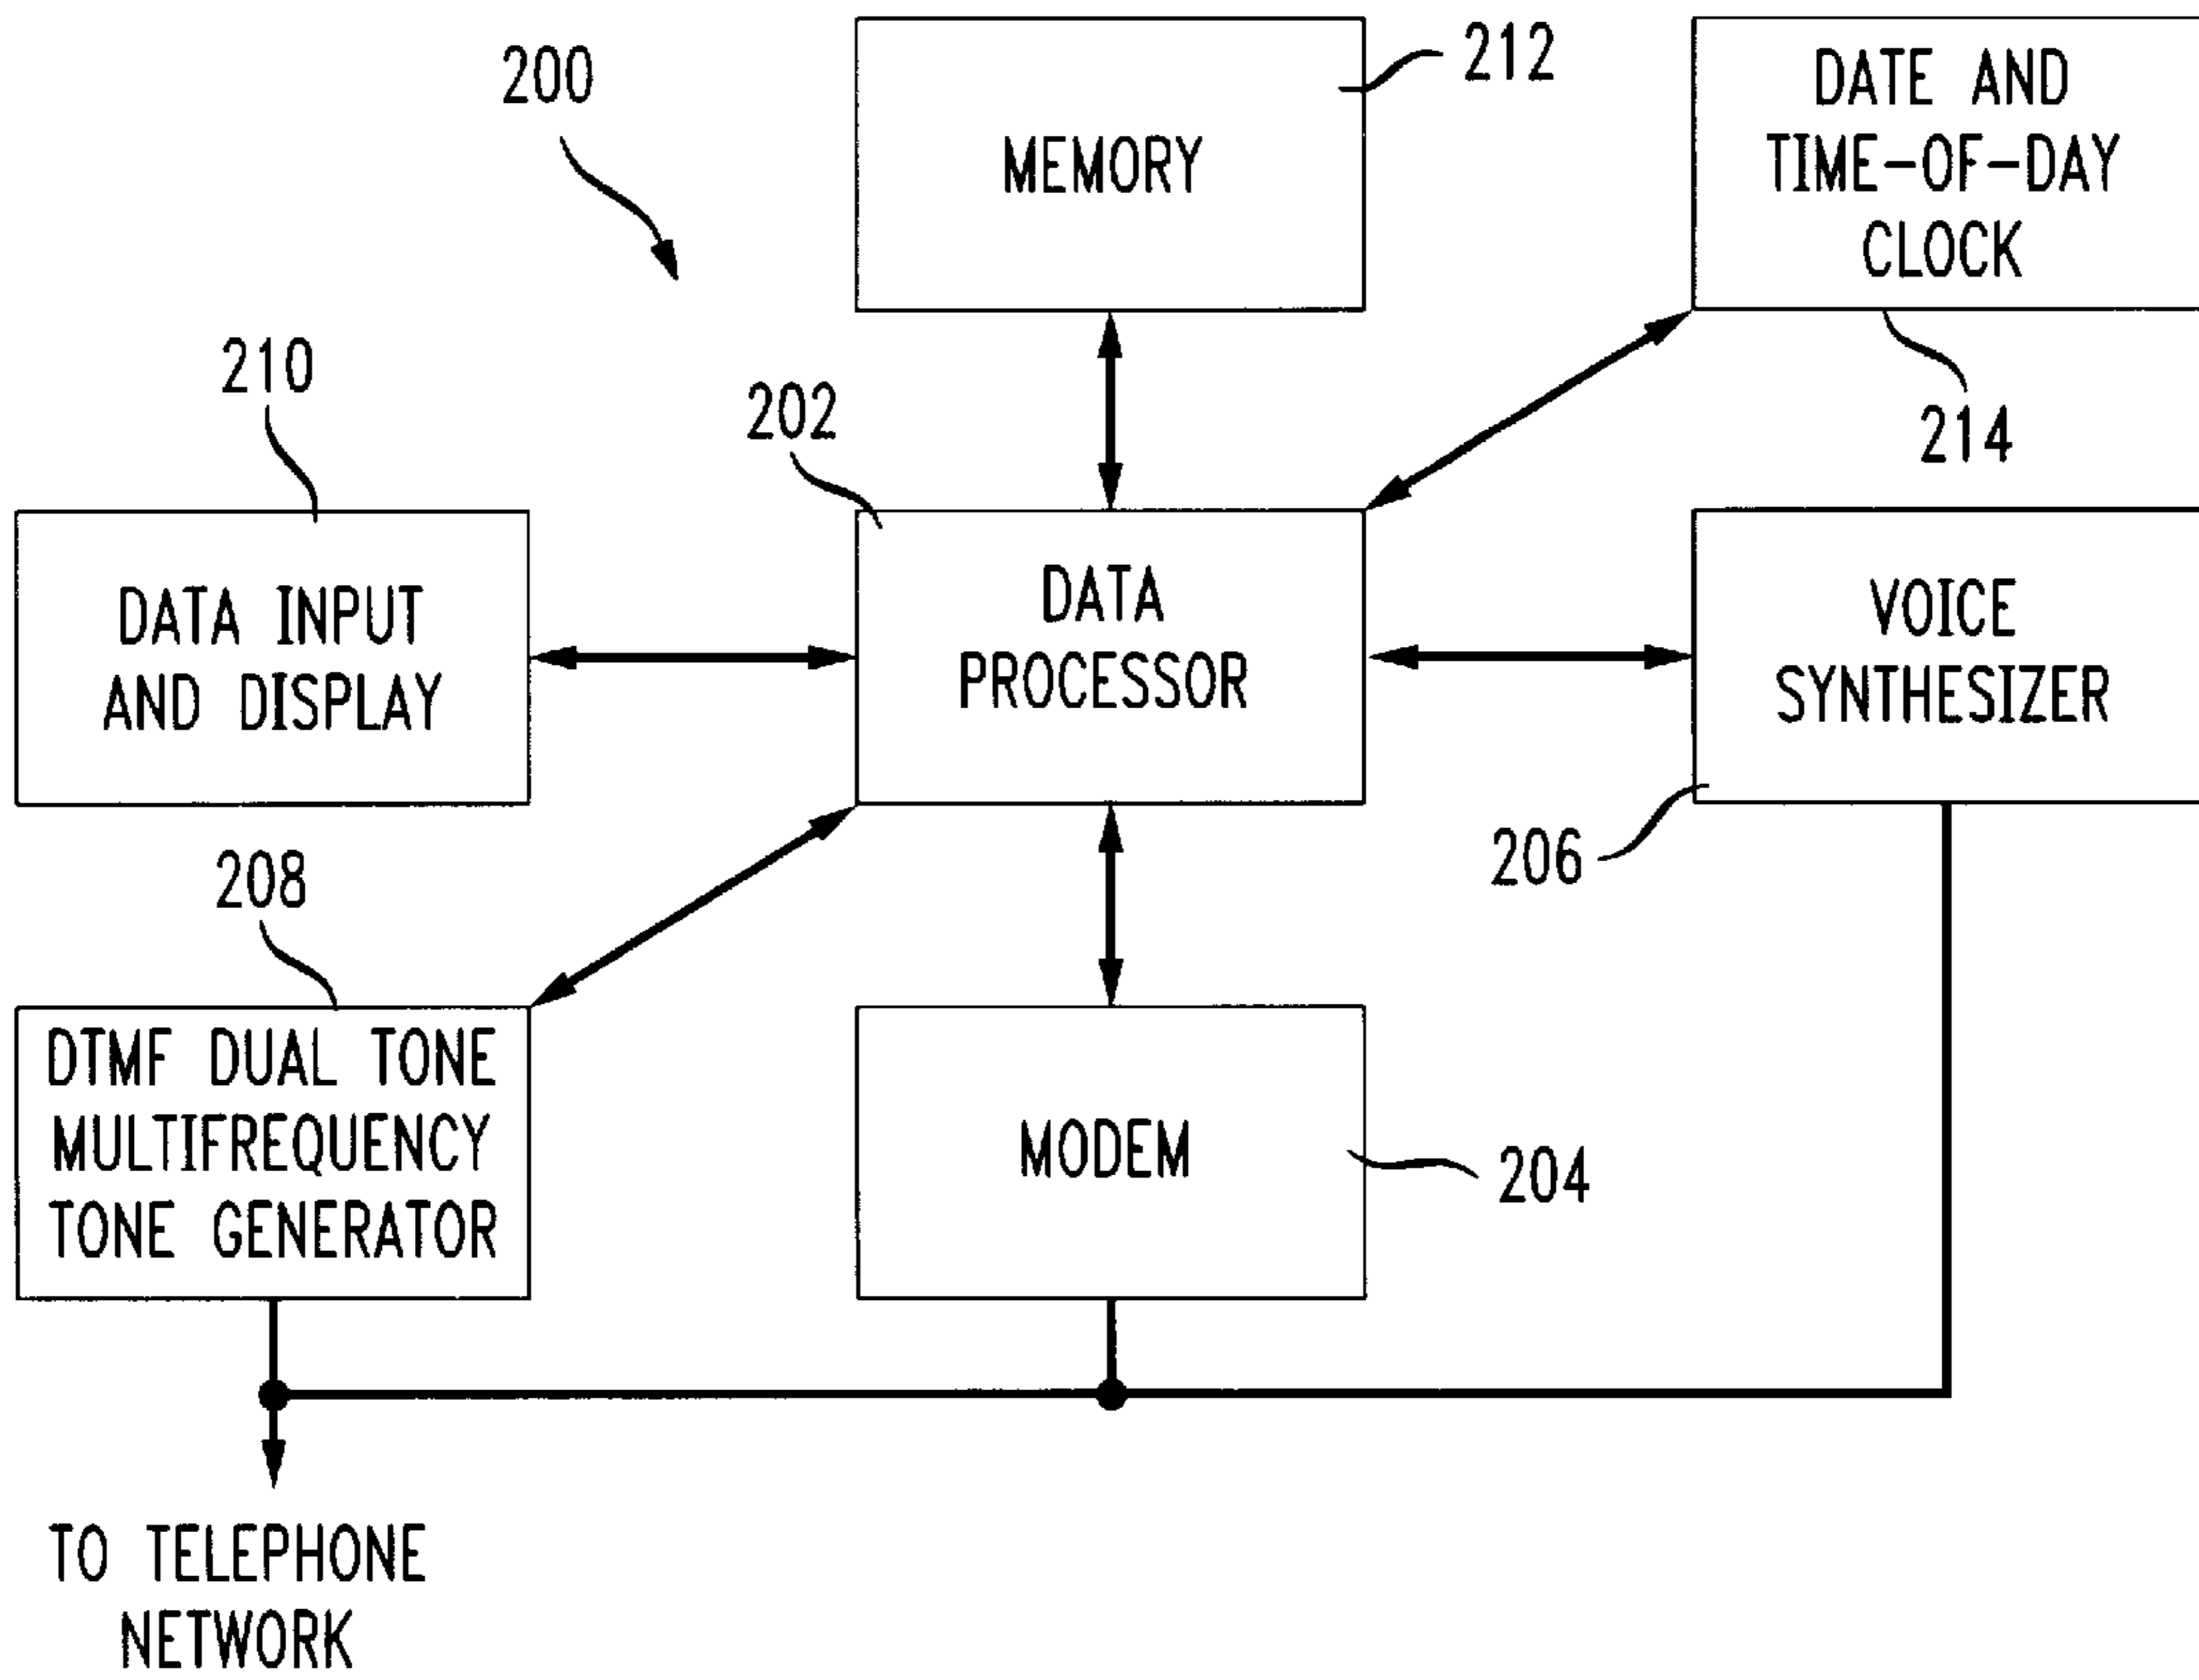 200
MEMORY
212
DATE AND
TIME-OF-DAY
CLOCK
214
210
DATA INPUT
AND DISPLAY
202
DATA
PROCESSOR
VOICE
SYNTHESIZER
206
208
DTMF DUAL TONE
MULTIFREQUENCY
TONE GENERATOR
MODEM
204
TO TELEPHONE
NETWORK